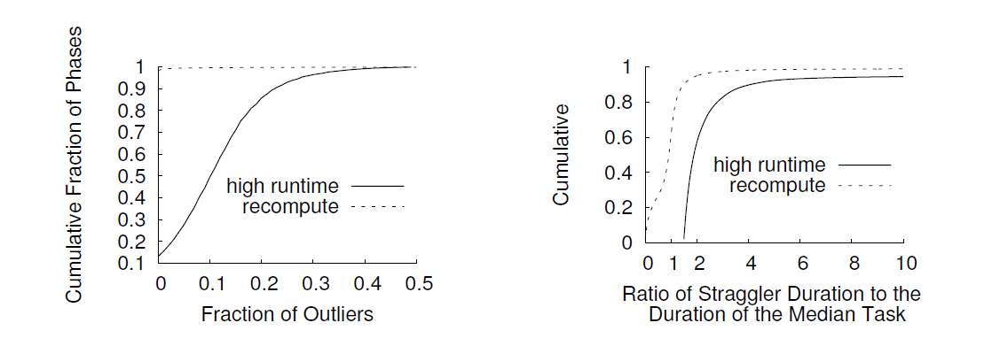 Cumulative Fraction of Phases
1
0.9
0.8
0.7
0.6
0.5
0.4
0.3
0.2
0.1
high runtime
recompute
0 0.1 0.2 0.3 0.4 0.5
Fraction of Outliers
Cumulative
1
0.8
0.6
0.4
0.2
0
high runtime
recompute
0 1 2 4 6 8 10
Ratio of Straggler Duration to the
Duration of the Median Task